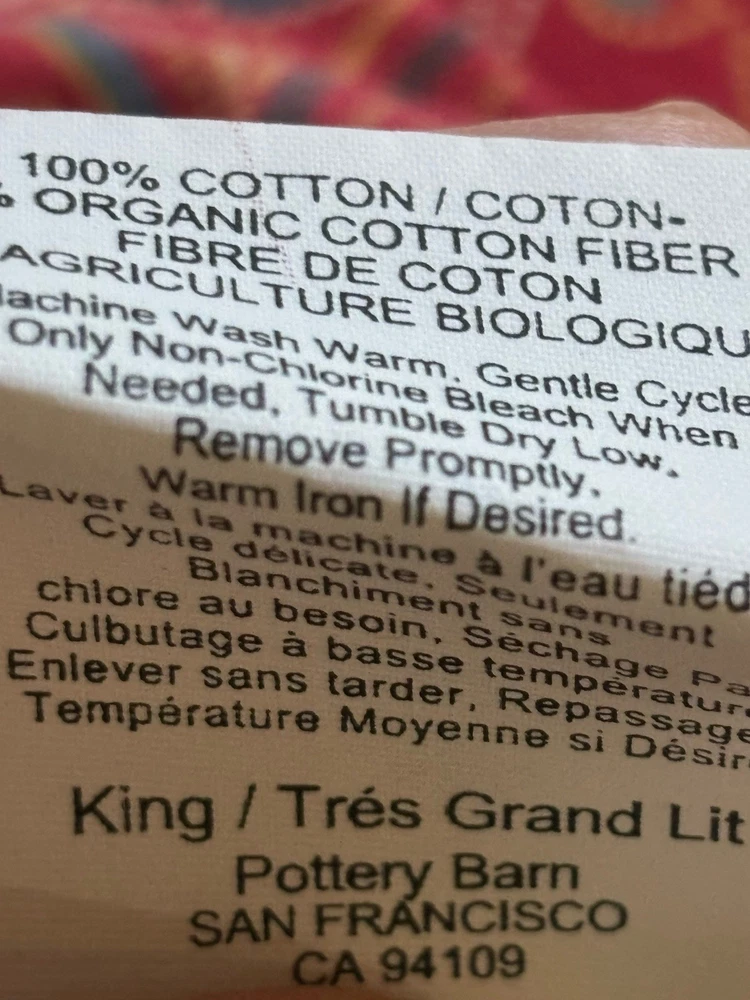 100% COTTON / COTON-
% ORGANIC COTTON FIBER
FIBRE DE COTON
AGRICULTURE BIOLOGIQU
achine Wash Warm. Gentle Cycle
Only Non-Chlorine Bleach When
Needed, Tumble Dry Low.
Remove Promptly,
Warm Iron If Desired.
Laver à la machine à l'eau tiéd
Cycle délicate. Seulement
Blanchiment sans
chlore au besoin, Séchage Pa
Culbutage à basse températur
Enlever sans tarder, Repassage
Température Moyenne si Désir
King / Trés Grand Lit
Pottery Barn
SAN FRANCISCO
CA 94109